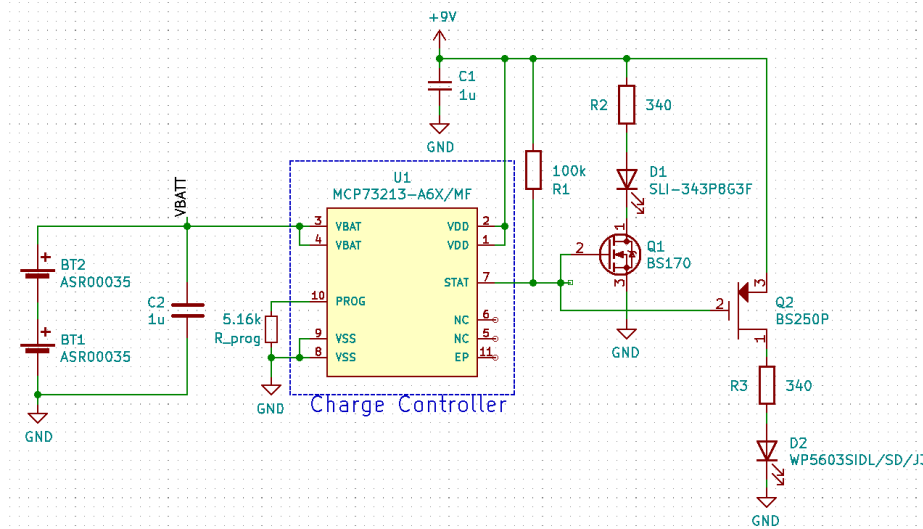 +9V
C1
1u
GND
R2
340
100k
R1
D1
SLI-343P8G3F
VBATT
U1
MCP73213-A6X/MF
3
VBAT
VDD
2
4
VBAT
VDD
1
1
2
Q1
BS170
3
BT2
ASR00035
C2
1u
BT1
ASR00035
STAT
7
10
PROG
5.16k
R_prog
NC
6
9
VSS
NC
5
8
VSS
EP
11
Charge Controller
GND
GND
GND
3
2
Q2
BS250P
1
R3
340
D2
WP5603SIDL/SD/J3
GND